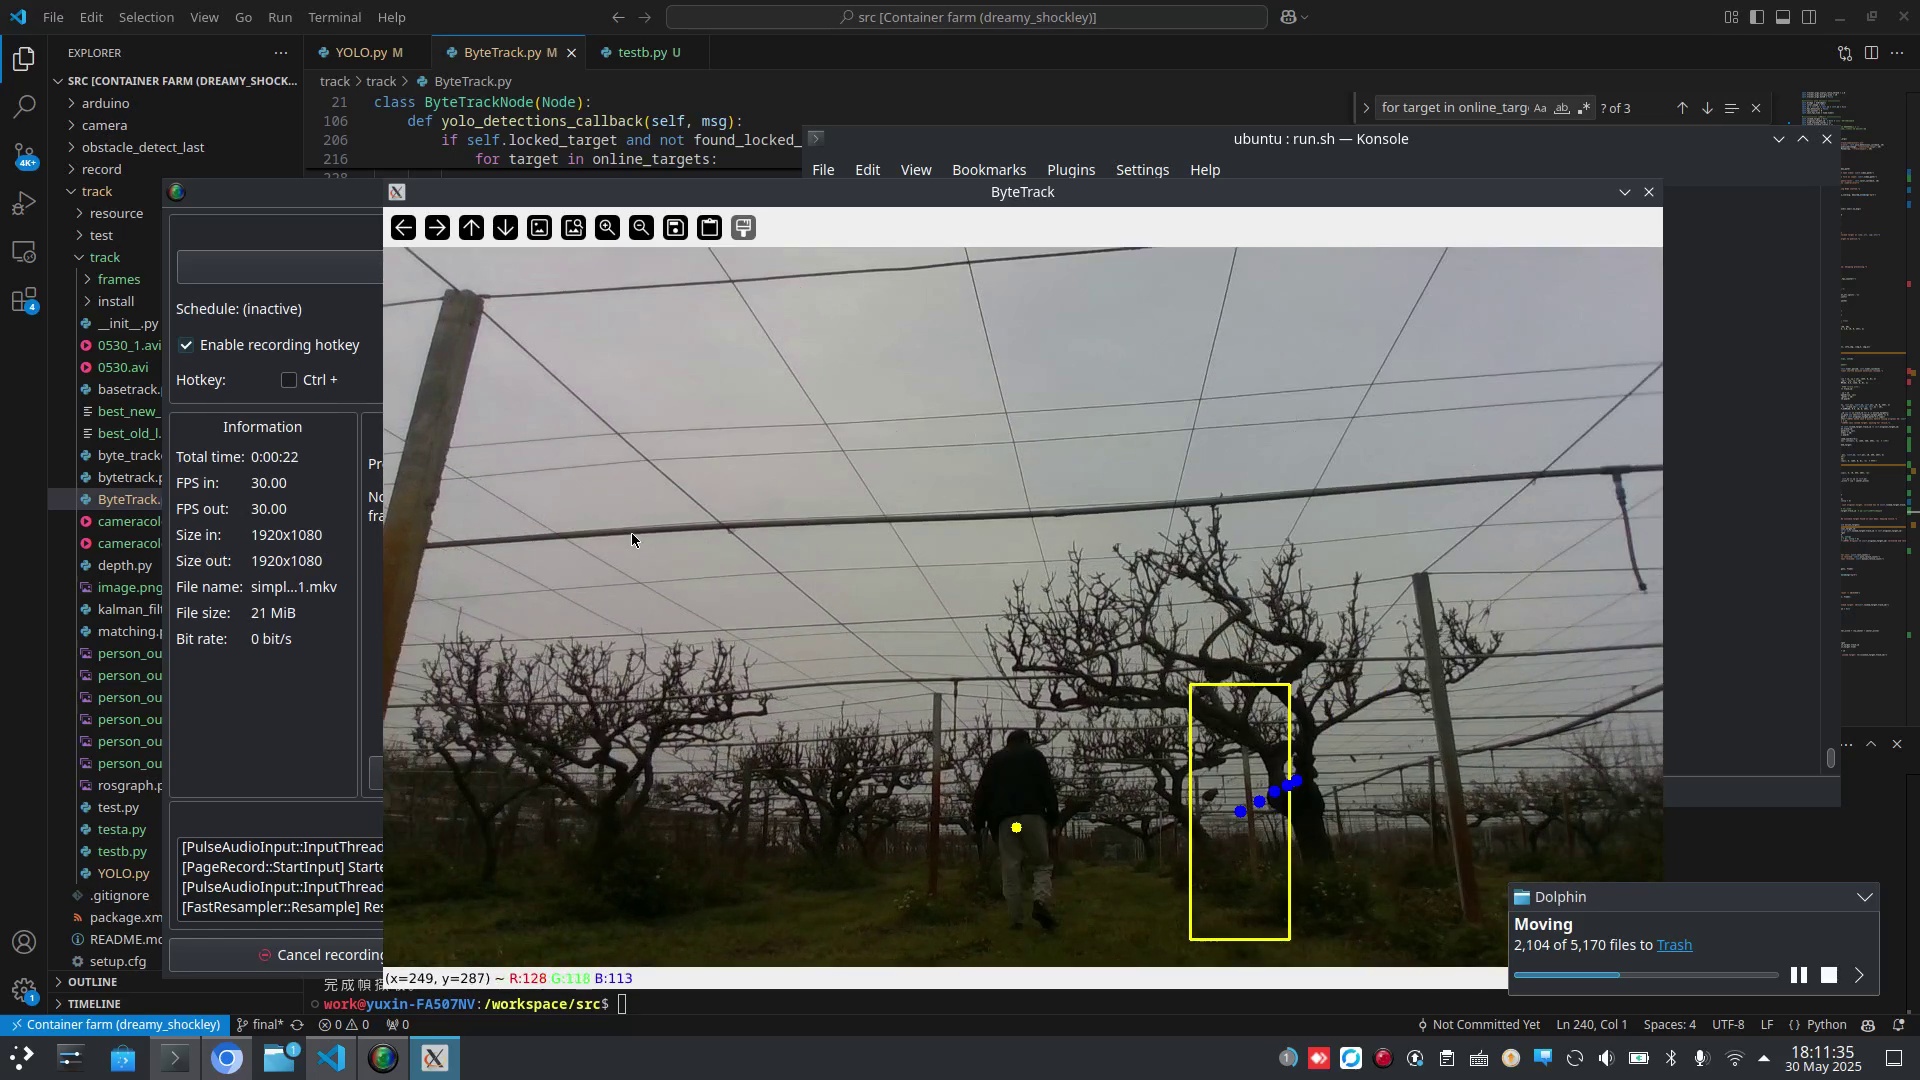 File Edit Selection View Go Run Terminal Help
src [Container farm (dreamy_shockley)]
EXPLORER
YOLO.py M
ByteTrack.py M
testb.py U
SRC [CONTAINER FARM (DREAMY_SHOCK...
track > track > ByteTrack.py
arduino
camera
obstacle_detect_last
record
track
resource
test
track
frames
install
__init__.py
0530_1.avi
0530.avi
basetrack.
best_new_
best_old_l.
byte_track
bytetrack.p
ByteTrack.
cameracol
cameracol
depth.py
image.png
kalman_filt
matching.p
person_ou
person_ou
person_ou
person_ou
person_ou
person_ou
rosgraph.p
test.py
testa.py
testb.py
YOLO.py
.gitignore
package.xm
README.md
setup.cfg
OUTLINE
TIMELINE
4K+
4
1
21 class ByteTrackNode(Node):
106 def yolo_detections_callback(self, msg):
206 if self.locked_target and not found_locked_
216 for target in online_targets:
for target in online_targ
Aa ab .*
? of 3
ubuntu : run.sh — Konsole
File Edit View Bookmarks Plugins Settings Help
ByteTrack
Schedule: (inactive)
Enable recording hotkey
Hotkey: Ctrl +
Information
Total time: 0:00:22
FPS in: 30.00
FPS out: 30.00
Size in: 1920x1080
Size out: 1920x1080
File name: simpl...1.mkv
File size: 21 MiB
Bit rate: 0 bit/s
Pr
No
fra
[PulseAudioInput::InputThread
[PageRecord::StartInput] Starte
[PulseAudioInput::InputThread
[FastResampler::Resample] Res
Cancel recording
(x=249, y=287) ~ R:128 G:118 B:113
work@yuxin-FA507NV:/workspace/src$
Dolphin
Moving
2,104 of 5,170 files to Trash
Container farm (dreamy_shockley)
final*
0 0
0
Not Committed Yet
Ln 240, Col 1
Spaces: 4
UTF-8
LF
{} Python
1
1
18:11:35
30 May 2025